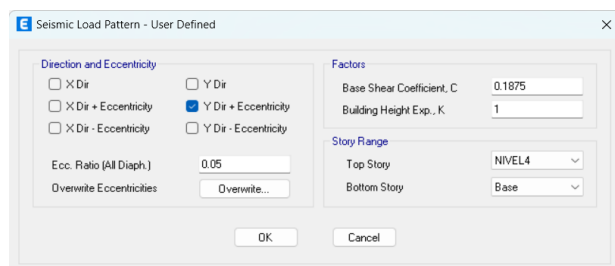 E Seismic Load Pattern - User Defined
Direction and Eccentricity
X Dir Y Dir
X Dir + Eccentricity Y Dir + Eccentricity
X Dir - Eccentricity Y Dir - Eccentricity
Ecc. Ratio (All Diaph.) 0.05
Overwrite Eccentricities Overwrite...
Factors
Base Shear Coefficient, C 0.1875
Building Height Exp., K 1
Story Range
Top Story NIVEL4
Bottom Story Base
OK Cancel